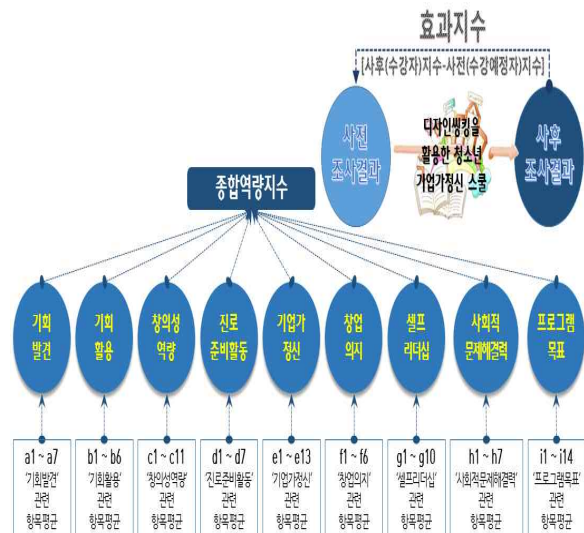 효과지수
[사후(수강자)지수-사전(수강예정자)지수]
사전
조사결과
디자인씽킹을
활용한 청소년
가업가정신 스쿨
사후
조사결과
종합역량지수
기회
발견
기회
활용
창의성
역량
진로
준비활동
기업가
정신
창업
의지
셀프
리더십
사회적
문제해결력
프로그램
목표
a1 ~ a7
'기회발견'
관련
항목평균
b1 ~ b6
'기회활용'
관련
항목평균
c1 ~ c11
'창의성역량'
관련
항목평균
d1 ~ d7
'진로준비활동'
관련
항목평균
e1 ~ e13
'기업가정신'
관련
항목평균
f1 ~ f6
'창업의지'
관련
항목평균
g1 ~ g10
'셀프리더십'
관련
항목평균
h1 ~ h7
'사회적문제해결력'
관련
항목평균
i1 ~ i14
'프로그램목표'
관련
항목평균